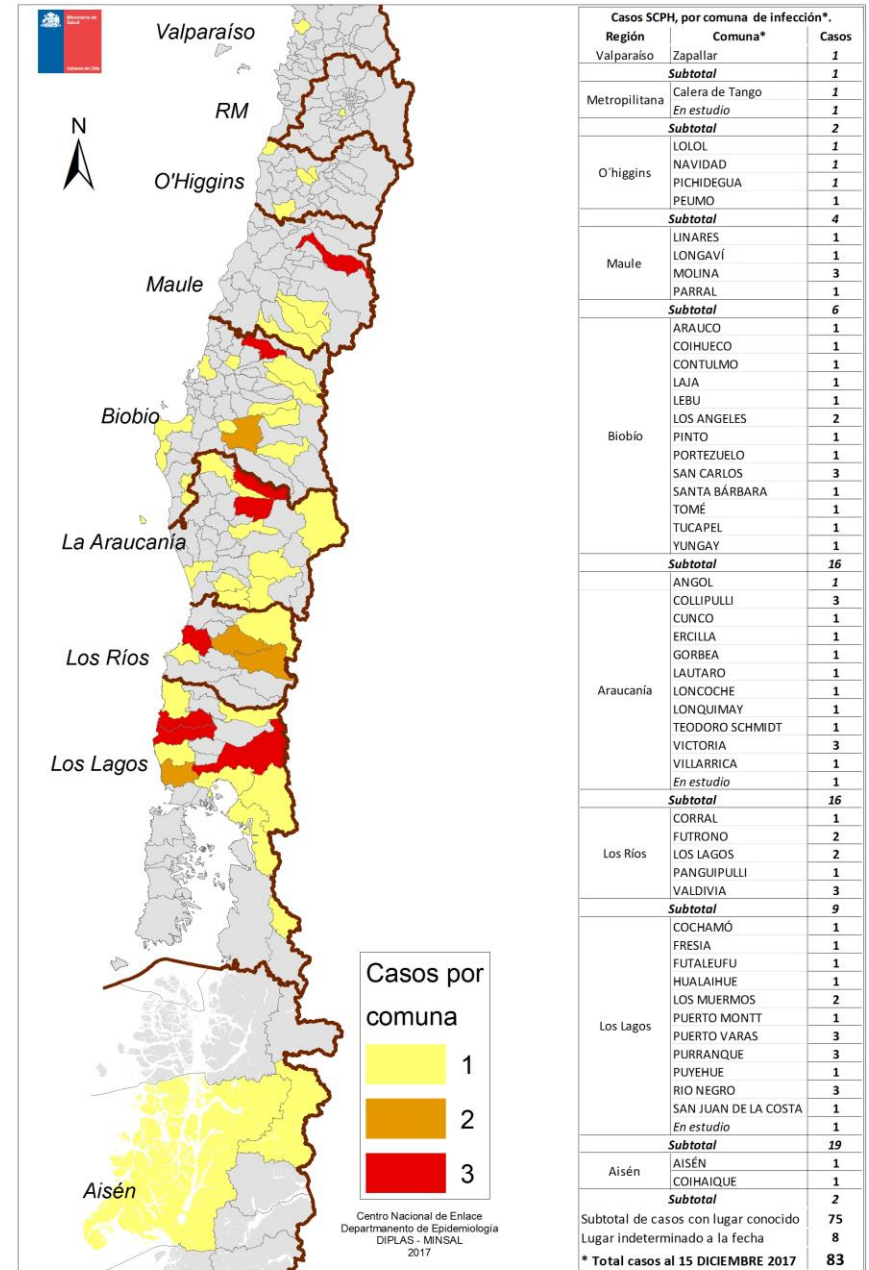 Ministerio de
Salud
Gobierno de Chile
N
Valparaíso
RM
O'Higgins
Maule
Biobio
La Araucanía
Los Ríos
Los Lagos
Aisén
Casos por
comuna
1
2
3
Centro Nacional de Enlace
Departmanento de Epidemiología
DIPLAS - MINSAL
2017
Casos SCPH, por comuna de infección*.
Región Comuna* Casos
Valparaíso Zapallar 1
Subtotal 1
Metropolitana Calera de Tango 1
En estudio 1
Subtotal 2
O´higgins LOLOL 1
NAVIDAD 1
PICHIDEGUA 1
PEUMO 1
Subtotal 4
Maule LINARES 1
LONGAVÍ 1
MOLINA 3
PARRAL 1
Subtotal 6
Biobío ARAUCO 1
COIHUECO 1
CONTULMO 1
LAJA 1
LEBU 1
LOS ANGELES 2
PINTO 1
PORTEZUELO 1
SAN CARLOS 3
SANTA BÁRBARA 1
TOMÉ 1
TUCAPEL 1
YUNGAY 1
Subtotal 16
Araucanía ANGOL 1
COLLIPULLI 3
CUNCO 1
ERCILLA 1
GORBEA 1
LAUTARO 1
LONCOCHE 1
LONQUIMAY 1
TEODORO SCHMIDT 1
VICTORIA 3
VILLARRICA 1
En estudio 1
Subtotal 16
Los Ríos CORRAL 1
FUTRONO 2
LOS LAGOS 2
PANGUIPULLI 1
VALDIVIA 3
Subtotal 9
Los Lagos COCHAMÓ 1
FRESIA 1
FUTALEUFU 1
HUALAIHUE 1
LOS MUERMOS 2
PUERTO MONTT 1
PUERTO VARAS 3
PURRANQUE 3
PUYEHUE 1
RIO NEGRO 3
SAN JUAN DE LA COSTA 1
En estudio 1
Subtotal 19
Aisén AISÉN 1
COIHAIQUE 1
Subtotal 2
Subtotal de casos con lugar conocido 75
Lugar indeterminado a la fecha 8
* Total casos al 15 DICIEMBRE 2017 83